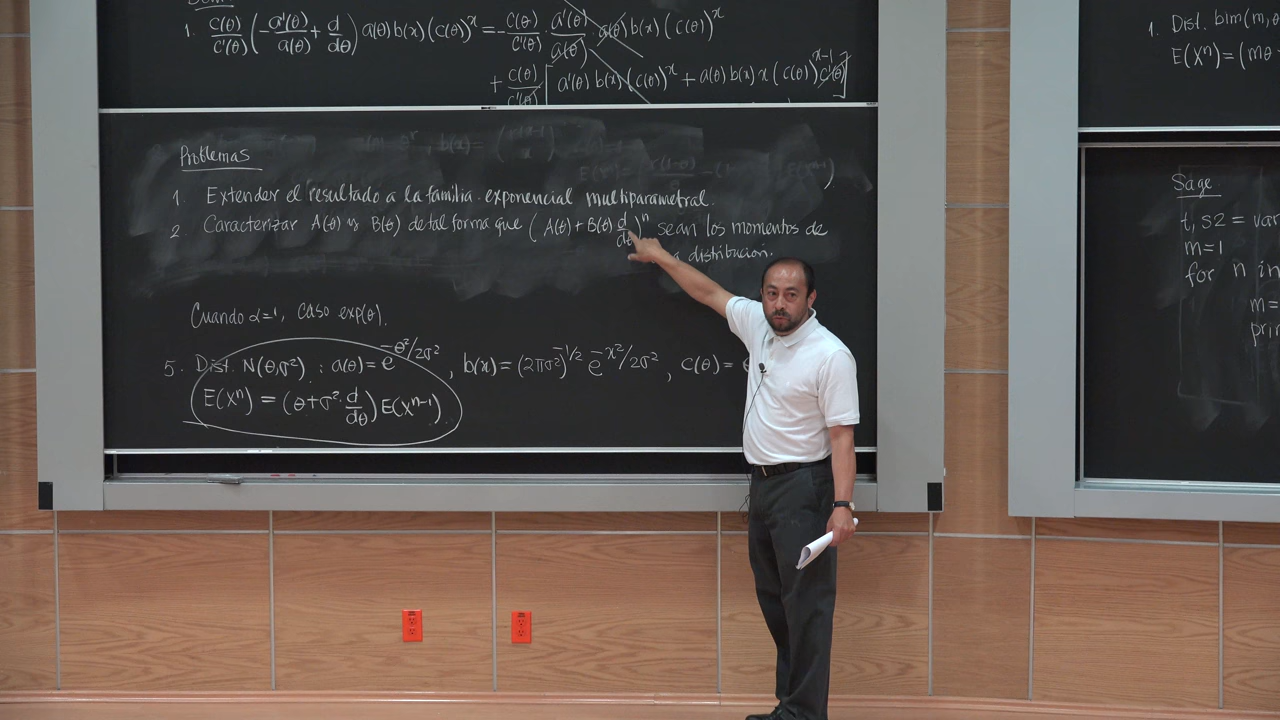 1. c(θ)/c'(θ) (-a'(θ)/a(θ) + d/dθ) a(θ) b(x) (c(θ))^x = - c(θ)/c'(θ) · a'(θ)/a(θ) · a(θ) b(x) (c(θ))^x
+ c(θ)/c'(θ) [ a'(θ) b(x) (c(θ))^x + a(θ) b(x) x (c(θ))^{x-1} c'(θ) ]
Problemas
1. Extender el resultado a la familia exponencial multiparametral.
2. Caracterizar A(θ) y B(θ) de tal forma que (A(θ) + B(θ) d/dθ)^n sean los momentos de
a distribución.
Cuando α=1, caso exp(θ).
5. Dist. N(θ,σ²) : a(θ) = e^{-θ²/2σ²} , b(x) = (2πσ²)^{-1/2} e^{-x²/2σ²} , c(θ) =
E(X^n) = (θ + σ² · d/dθ) E(X^{n-1})
1. Dist. bin(m, θ
E(X^n) = (mθ
Sage.
t, s2 = var
m=1
for n in
m=
prin